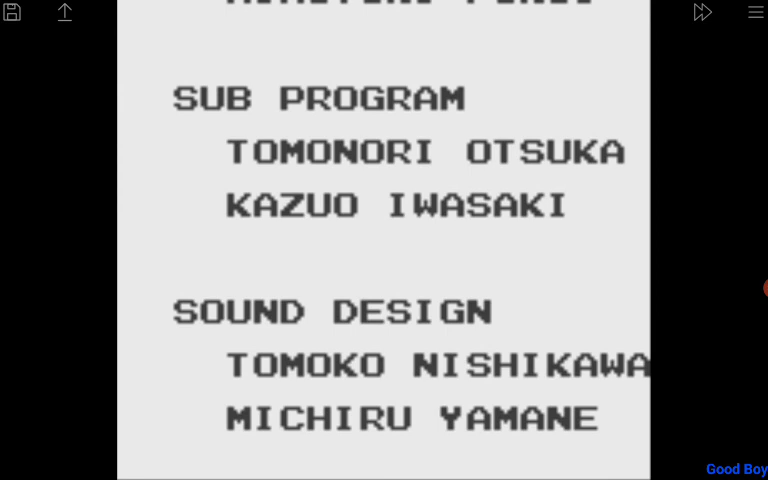 SUB PROGRAM
TOMONORI OTSUKA
KAZUO IWASAKI
SOUND DESIGN
TOMOKO NISHIKAWA
MICHIRU YAMANE
Good Boy